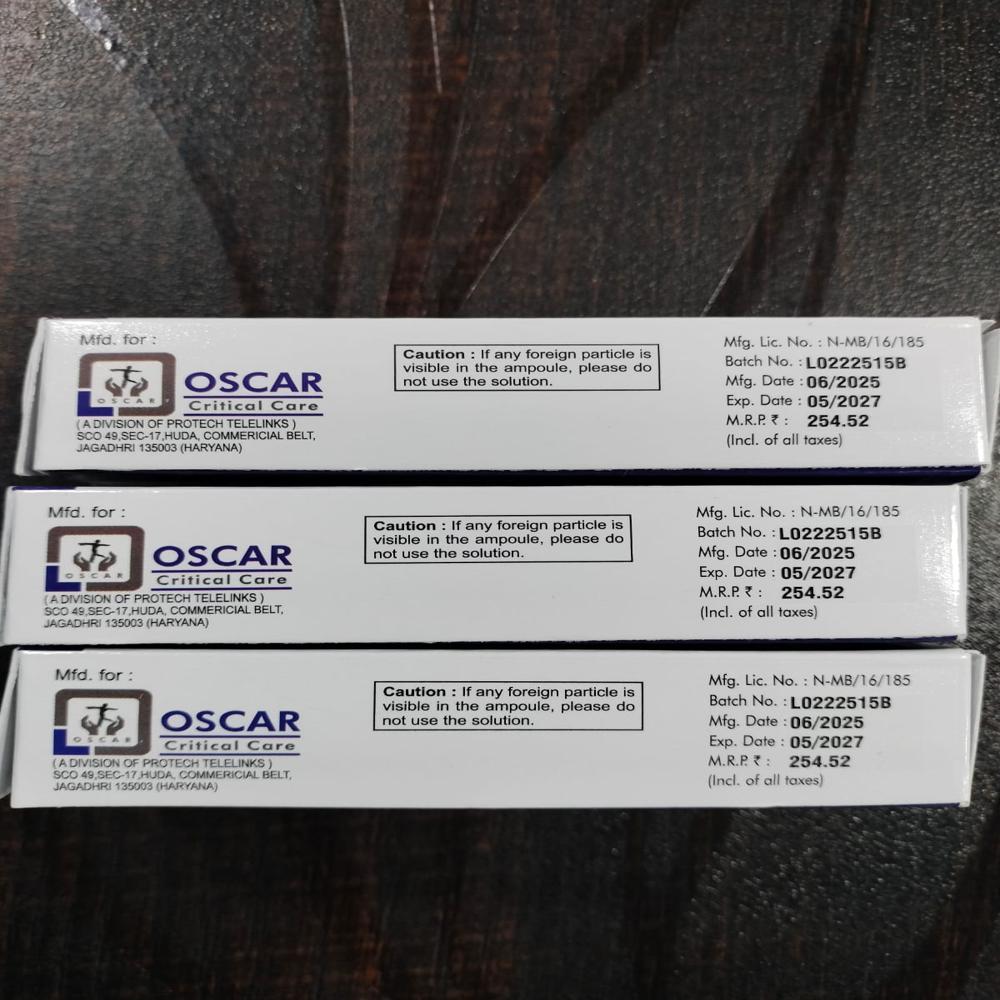 Mfd. for :
OSCAR
OSCAR
Critical Care
( A DIVISION OF PROTECH TELELINKS )
SCO 49,SEC-17,HUDA, COMMERICIAL BELT,
JAGADHRI 135003 (HARYANA)
Caution : If any foreign particle is
visible in the ampoule, please do
not use the solution.
Mfg. Lic. No. : N-MB/16/185
Batch No. : L0222515B
Mfg. Date : 06/2025
Exp. Date : 05/2027
M.R.P. ₹ : 254.52
(Incl. of all taxes)
Mfd. for :
OSCAR
OSCAR
Critical Care
( A DIVISION OF PROTECH TELELINKS )
SCO 49,SEC-17,HUDA, COMMERICIAL BELT,
JAGADHRI 135003 (HARYANA)
Caution : If any foreign particle is
visible in the ampoule, please do
not use the solution.
Mfg. Lic. No. : N-MB/16/185
Batch No. : L0222515B
Mfg. Date : 06/2025
Exp. Date : 05/2027
M.R.P. ₹ : 254.52
(Incl. of all taxes)
Mfd. for :
OSCAR
OSCAR
Critical Care
( A DIVISION OF PROTECH TELELINKS )
SCO 49,SEC-17,HUDA, COMMERICIAL BELT,
JAGADHRI 135003 (HARYANA)
Caution : If any foreign particle is
visible in the ampoule, please do
not use the solution.
Mfg. Lic. No. : N-MB/16/185
Batch No. : L0222515B
Mfg. Date : 06/2025
Exp. Date : 05/2027
M.R.P. ₹ : 254.52
(Incl. of all taxes)